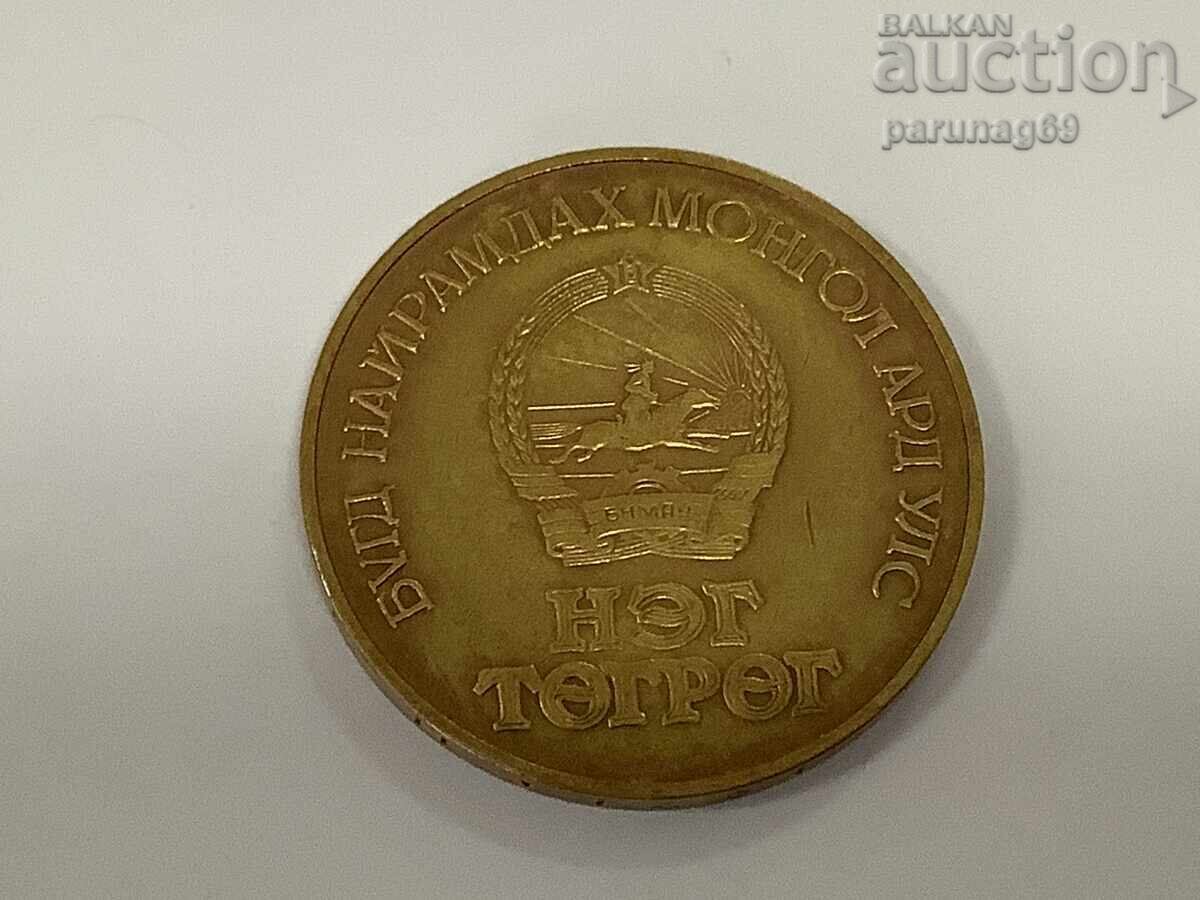 BALKAN
auction
parunag69
БҮГД НАЙРАМДАХ МОНГОЛ АРД УЛС
БНМАУ
НЭГ
ТӨГРӨГ